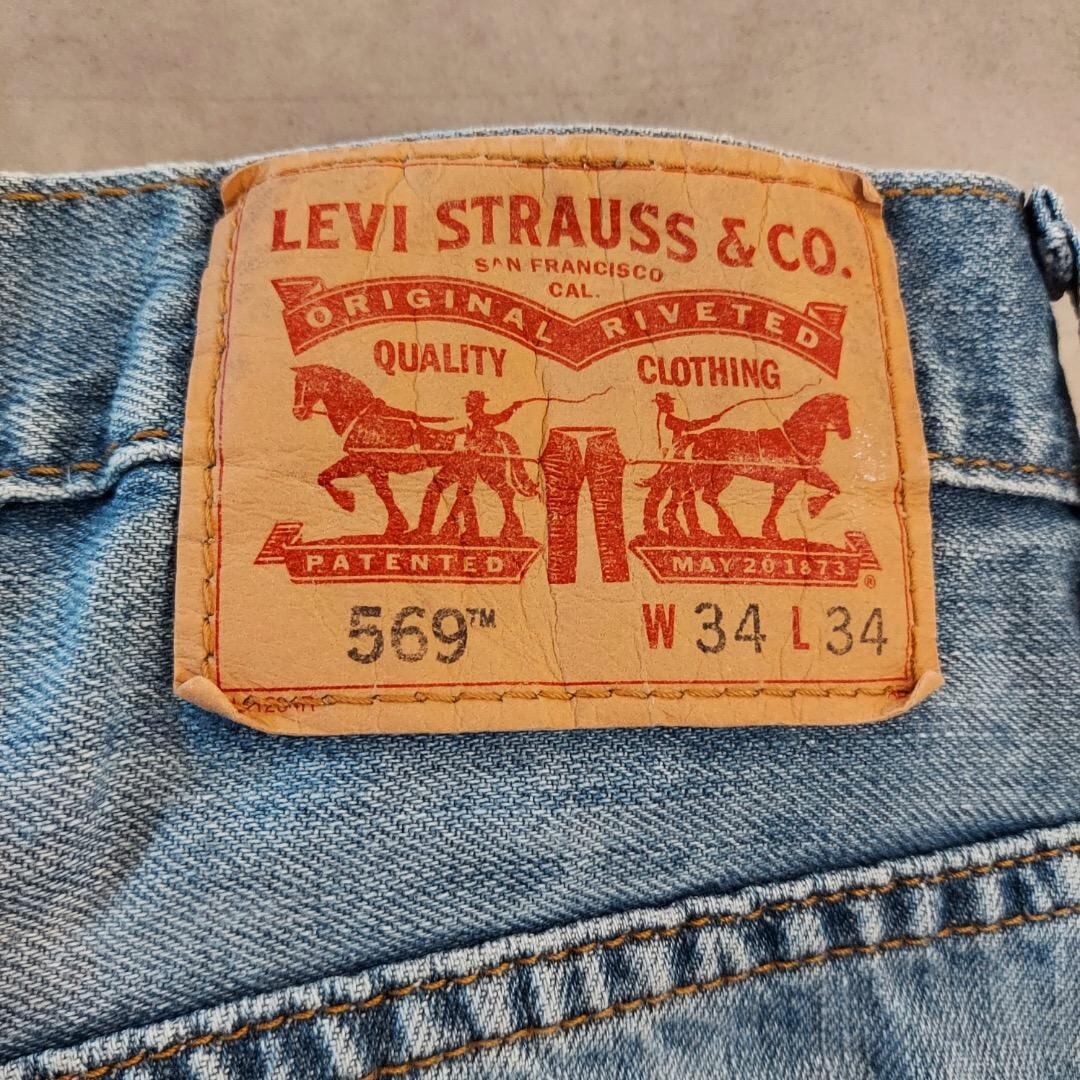 LEVI STRAUSS & CO.
SAN FRANCISCO
CAL.
ORIGINAL RIVETED
QUALITY CLOTHING
PATENTED MAY 20 1873 ®
569™ W 34 L 34